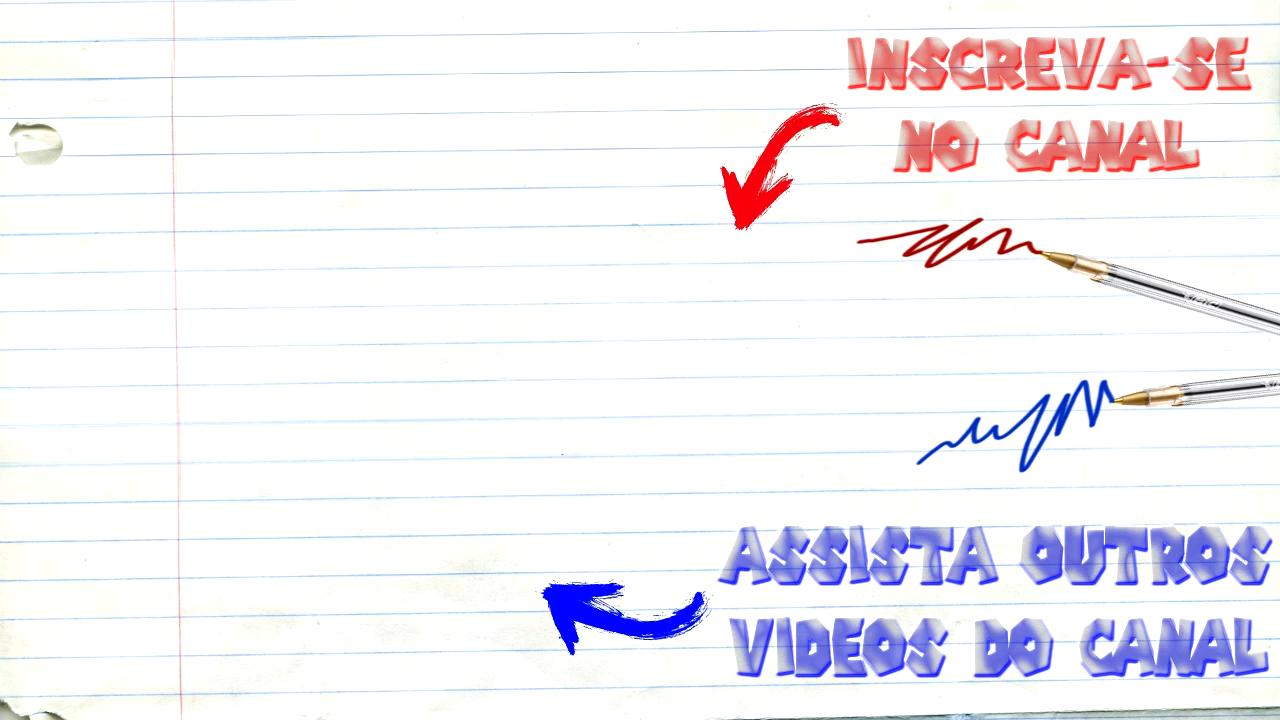 INSCREVA-SE
NO CANAL
ASSISTA OUTROS
VIDEOS DO CANAL